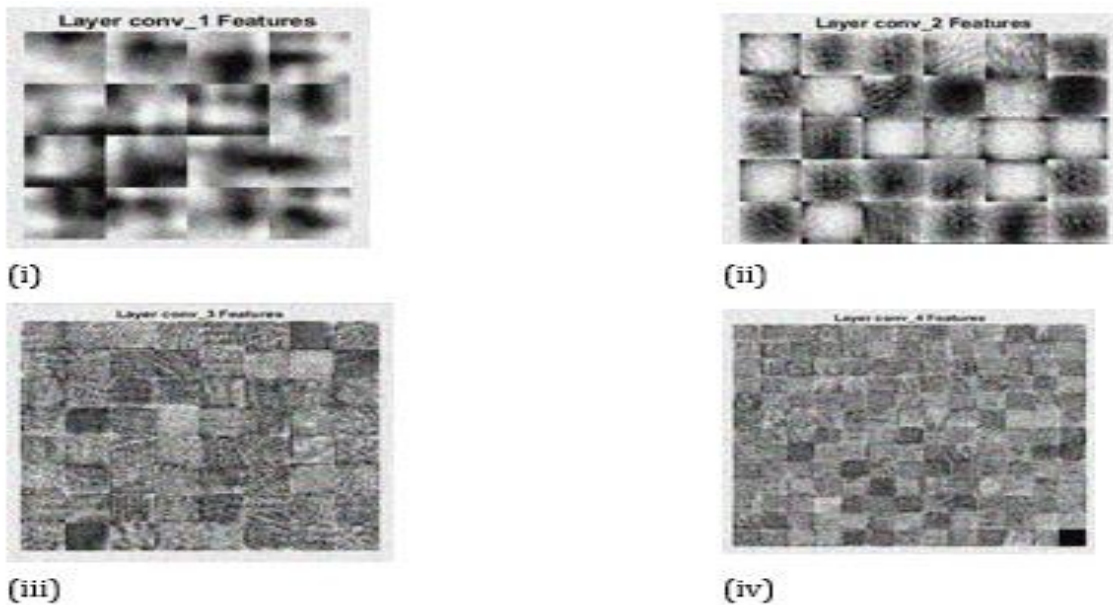 Layer conv_1 Features
Layer conv_2 Features
(i)
(ii)
Layer conv_3 Features
Layer conv_4 Features
(iii)
(iv)